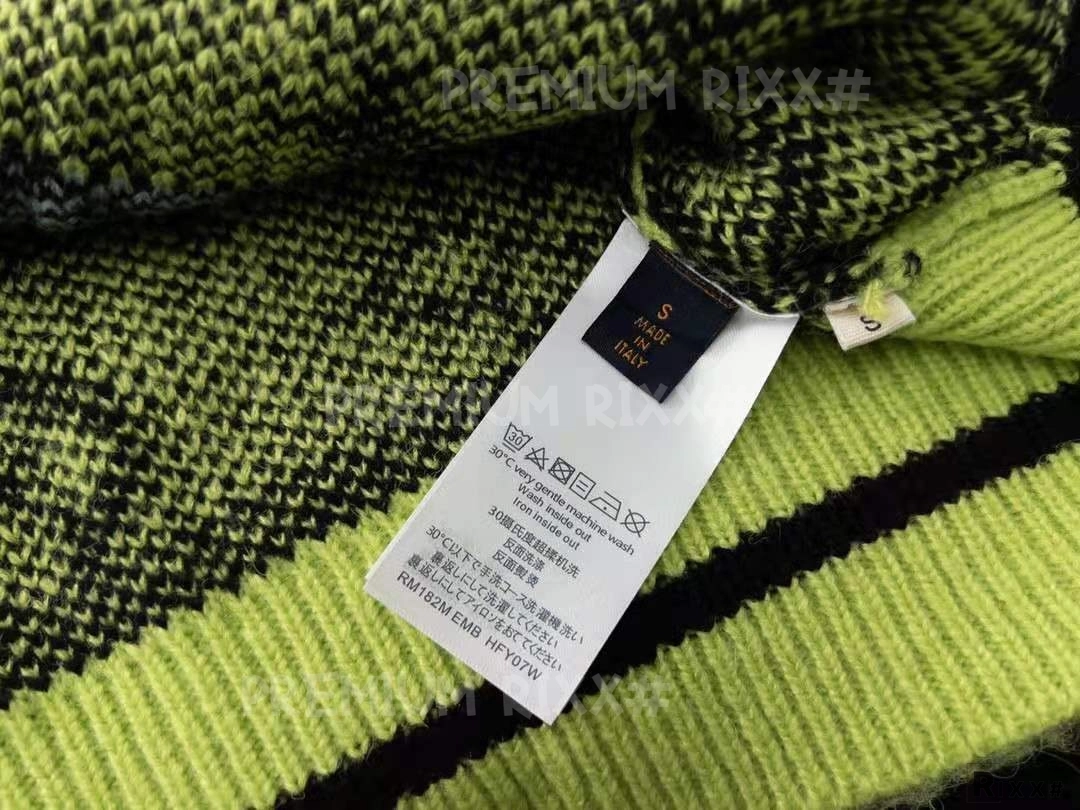 PREMIUM RIXX#
S
MADE
IN
ITALY
S
PREMIUM RIXX#
30
30°C very gentle machine wash
Wash inside out
Iron inside out
30摄氏度超揉机洗
反面洗涤
反面熨烫
30°C以下で手洗コース洗濯機洗い
裏返しにして洗濯してください
裏返しにしてアイロンをおてください
RM182M EMB HFY07W
PREMIUM RIXX#